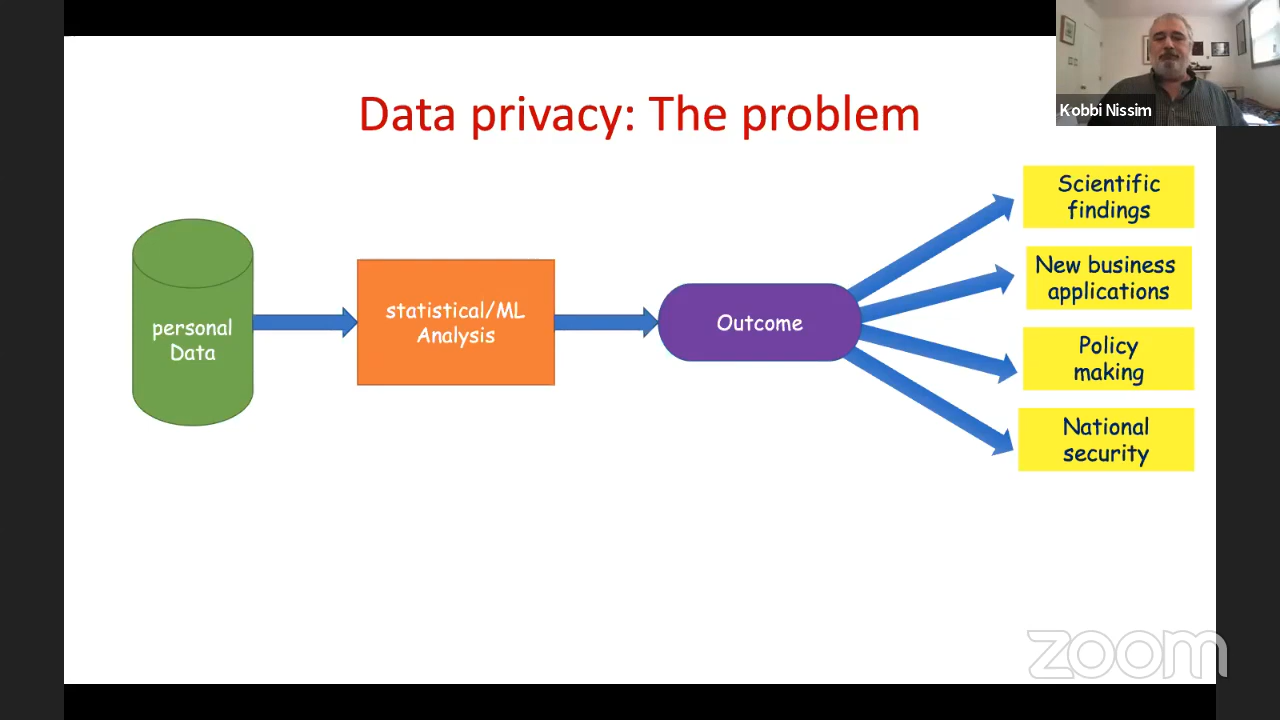 Data privacy: The problem
Kobbi Nissim
personal
Data
statistical/ML
Analysis
Outcome
Scientific
findings
New business
applications
Policy
making
National
security
zoom